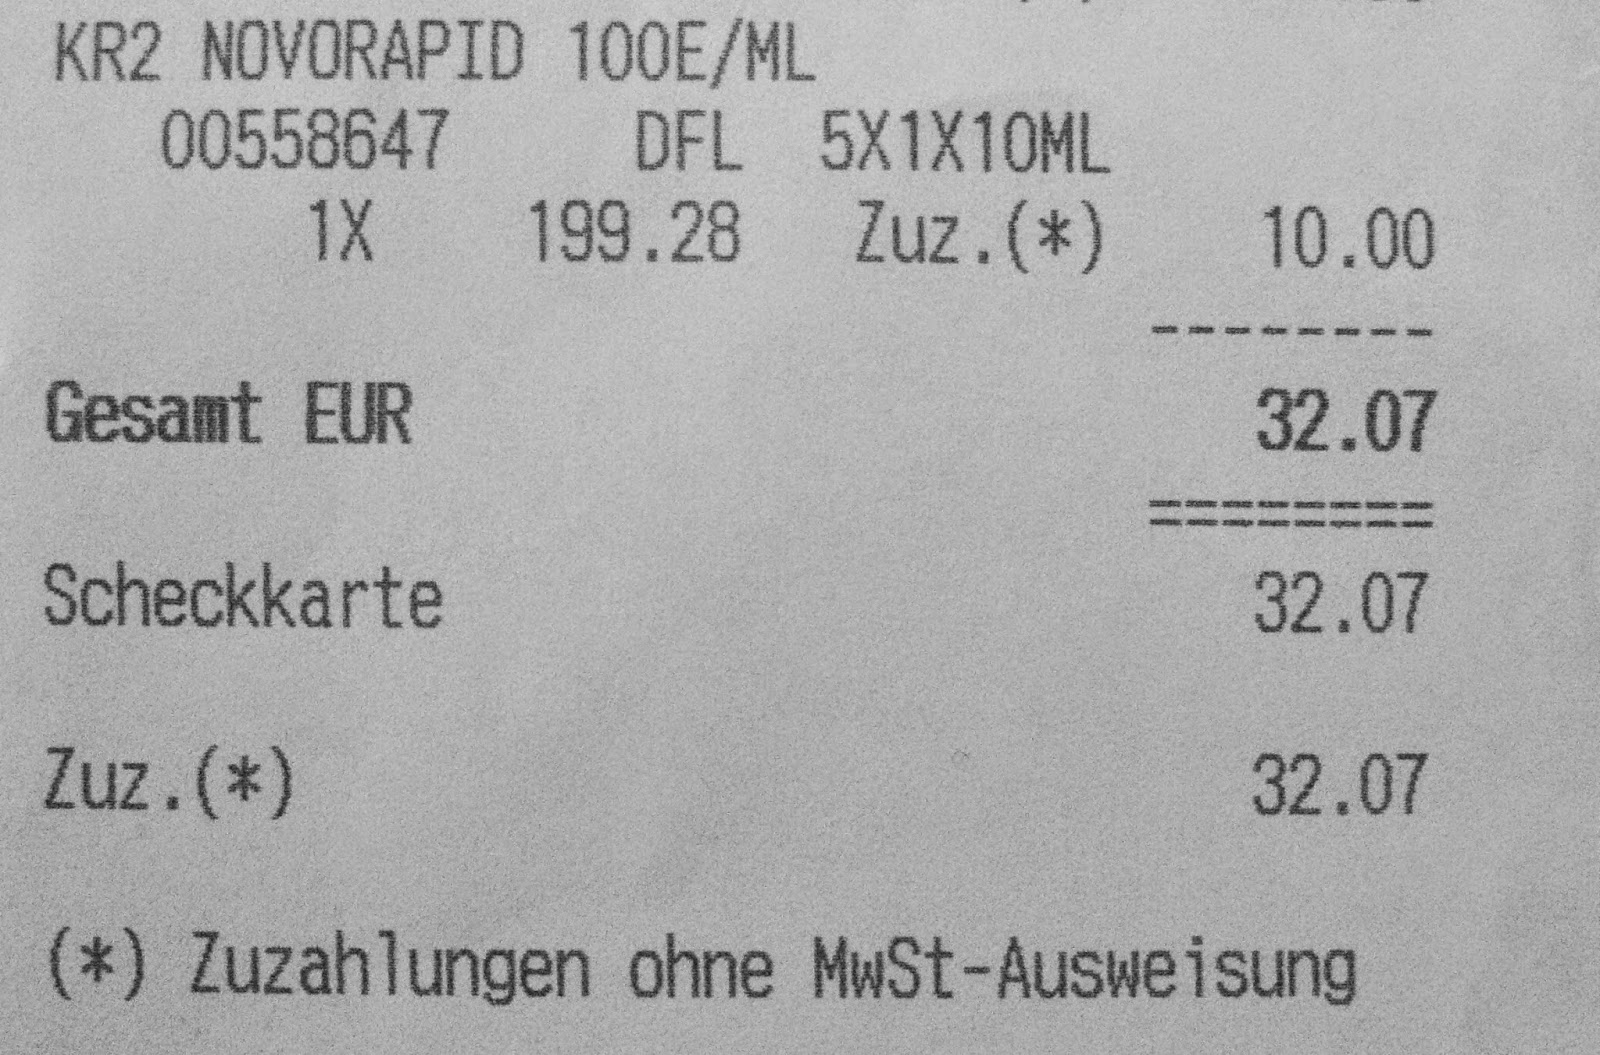 KR2 NOVORAPID 100E/ML
00558647 DFL 5X1X10ML
1X 199.28 Zuz.(*) 10.00
--------
Gesamt EUR 32.07
========
Scheckkarte 32.07
Zuz.(*) 32.07
(*) Zuzahlungen ohne MwSt-Ausweisung